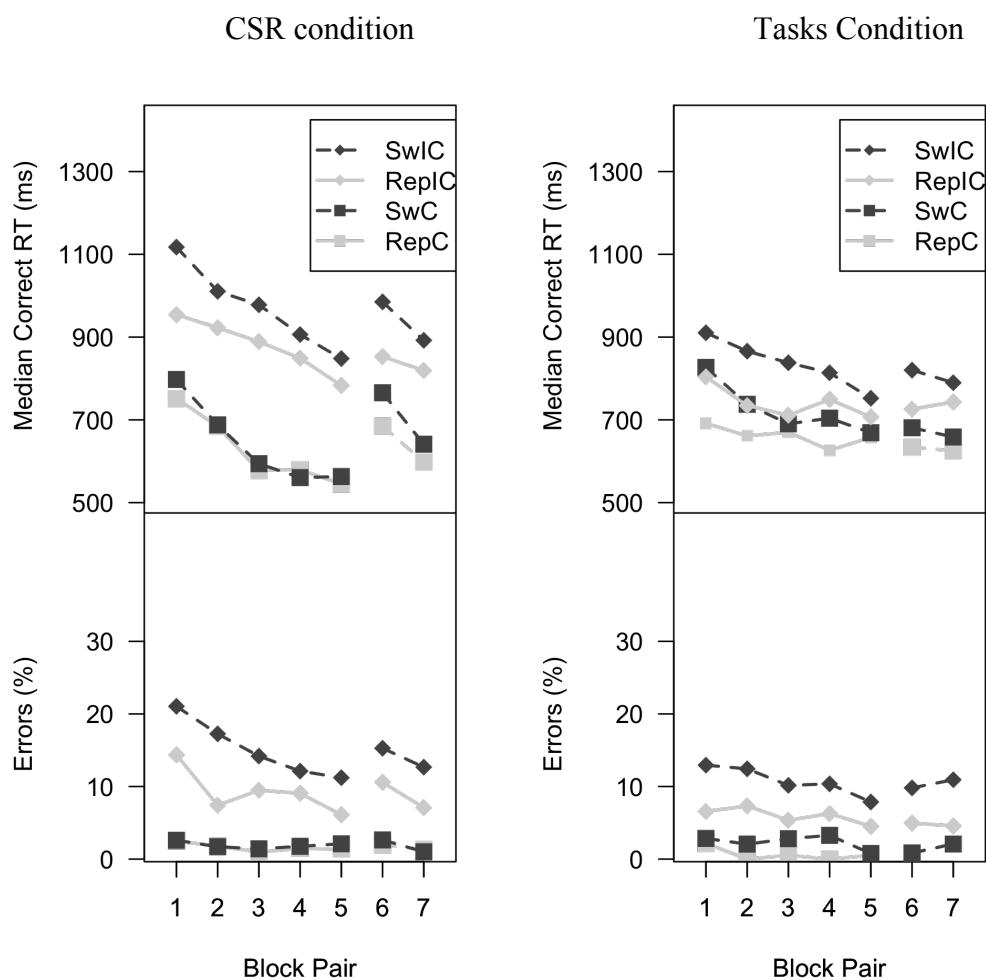 CSR condition
Tasks Condition
Median Correct RT (ms)
1300
1100
900
700
500
SwIC
RepIC
SwC
RepC
Errors (%)
30
20
10
0
1 2 3 4 5 6 7
Block Pair
Median Correct RT (ms)
1300
1100
900
700
500
SwIC
RepIC
SwC
RepC
Errors (%)
30
20
10
0
1 2 3 4 5 6 7
Block Pair